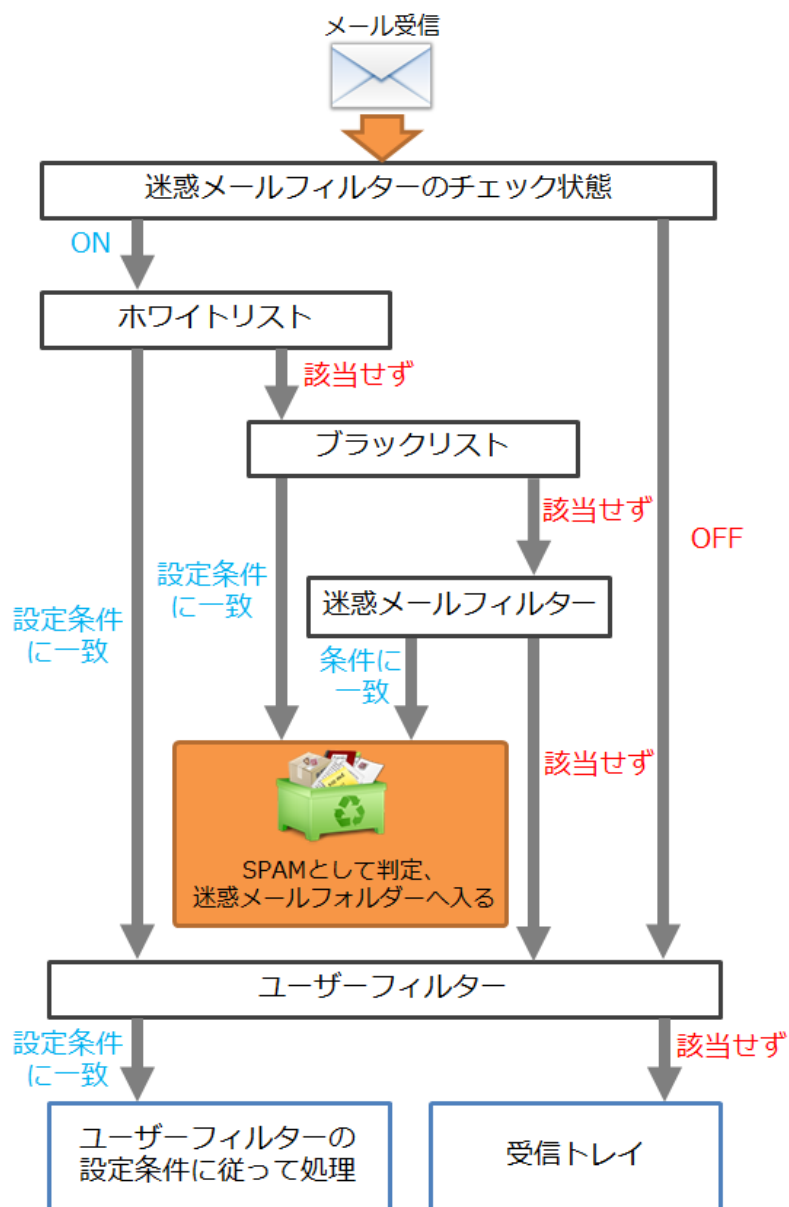 メール受信
迷惑メールフィルターのチェック状態
ON
ホワイトリスト
該当せず
ブラックリスト
該当せず
OFF
設定条件
に一致
設定条件
に一致
迷惑メールフィルター
条件に
一致
該当せず
SPAMとして判定、
迷惑メールフォルダーへ入る
ユーザーフィルター
設定条件
に一致
該当せず
ユーザーフィルターの
設定条件に従って処理
受信トレイ